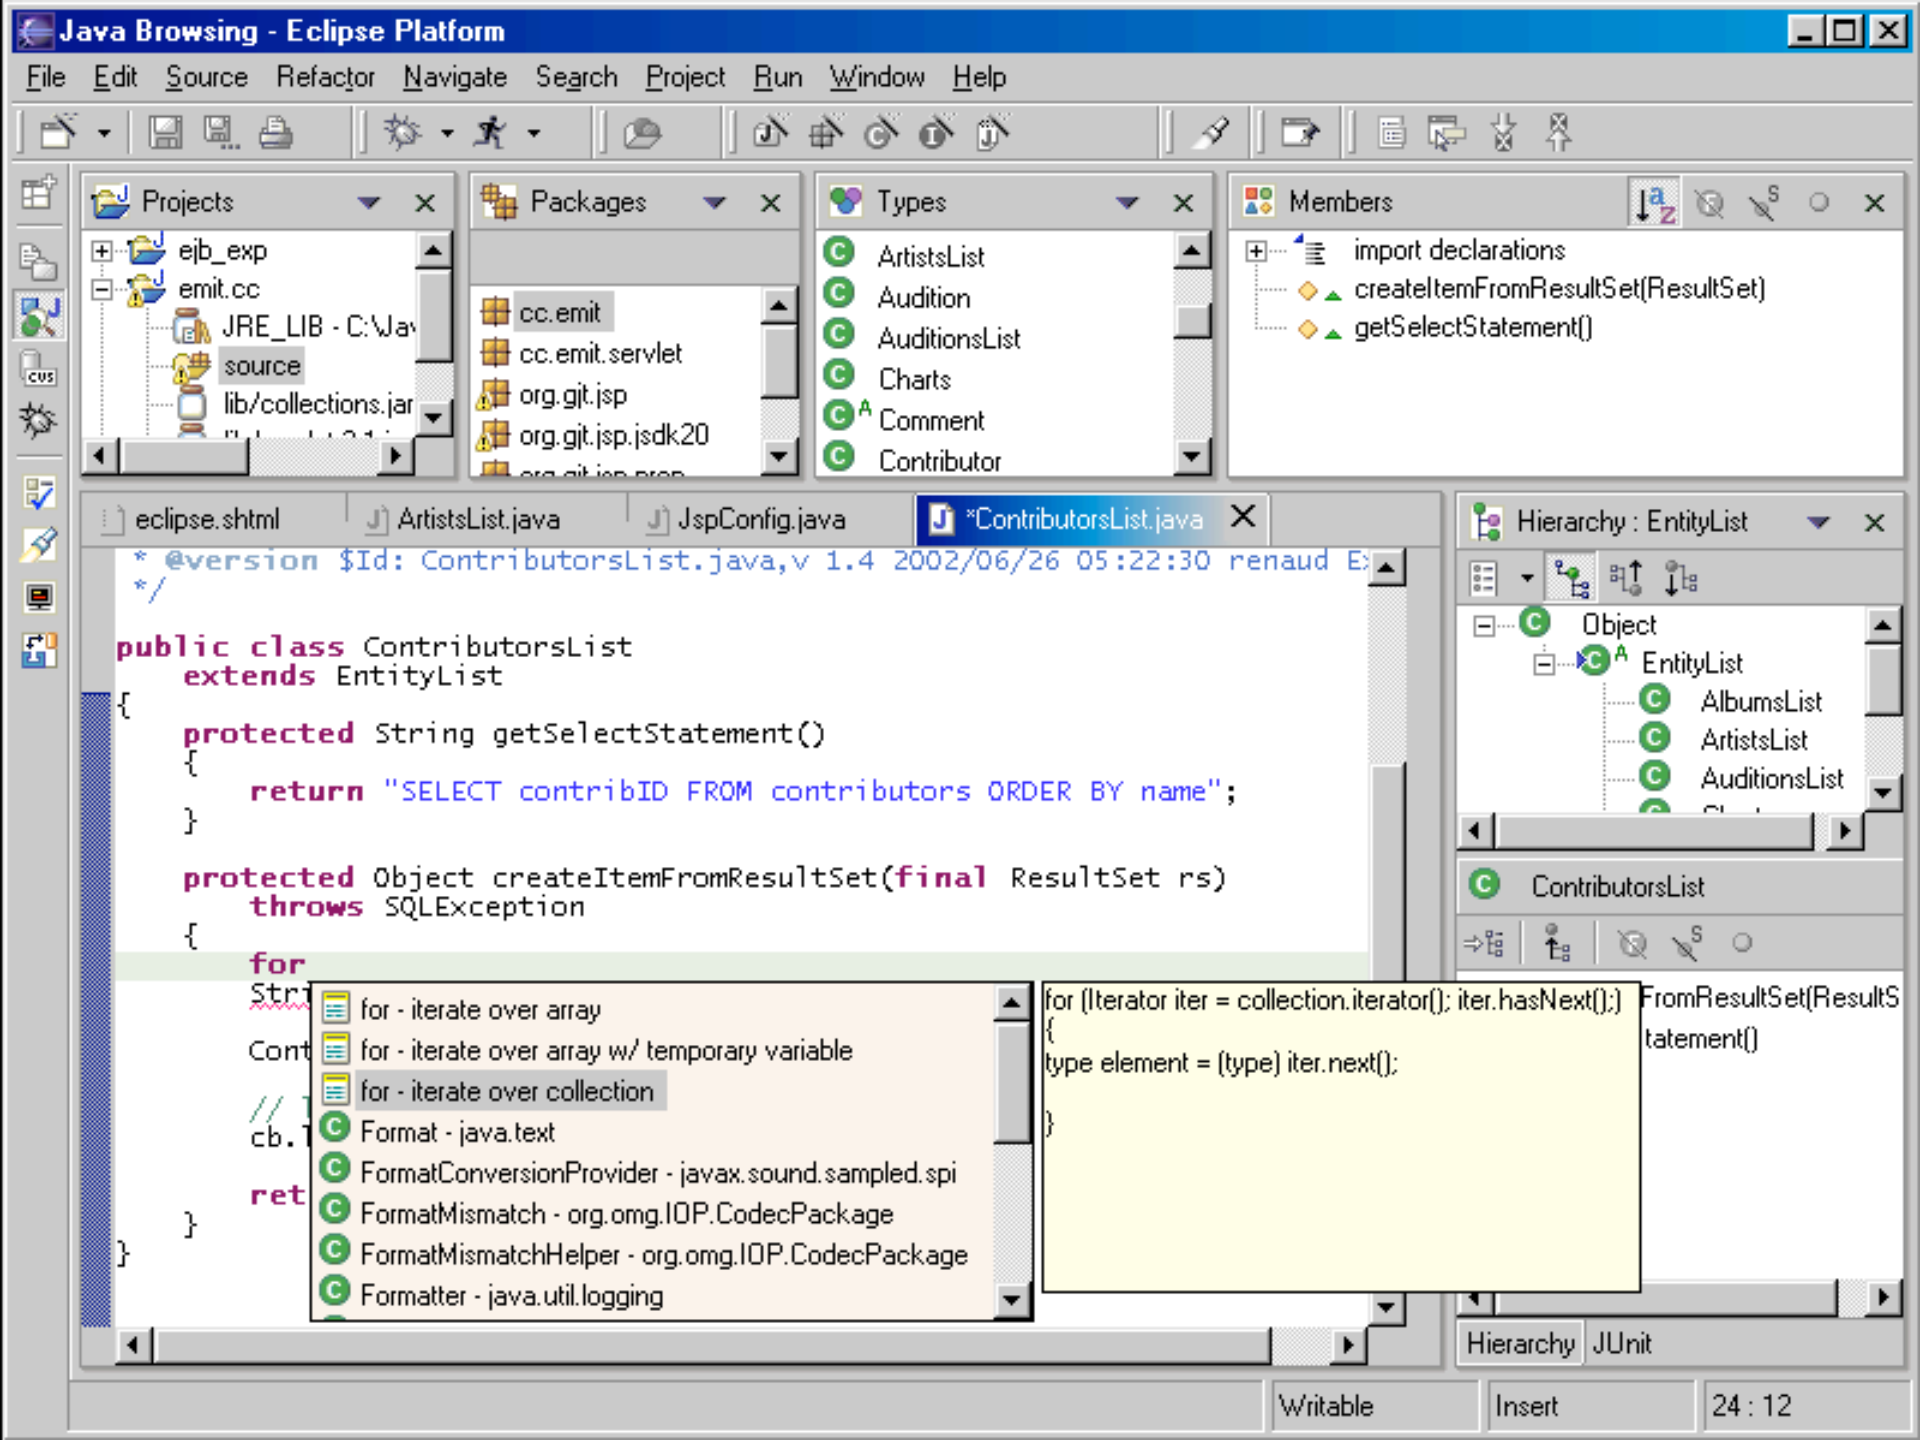 Java Browsing - Eclipse Platform
File Edit Source Refactor Navigate Search Project Run Window Help
Projects
ejb_exp
emit.cc
JRE_LIB - C:\Jav
source
lib/collections.jar
Packages
cc.emit
cc.emit.servlet
org.gjt.jsp
org.gjt.jsp.jsdk20
Types
ArtistsList
Audition
AuditionsList
Charts
Comment
Contributor
Members
import declarations
createItemFromResultSet(ResultSet)
getSelectStatement()
CVS
eclipse.shtml ArtistsList.java JspConfig.java *ContributorsList.java
* @version $Id: ContributorsList.java,v 1.4 2002/06/26 05:22:30 renaud Ex
*/
public class ContributorsList
extends EntityList
{
protected String getSelectStatement()
{
return "SELECT contribID FROM contributors ORDER BY name";
}
protected Object createItemFromResultSet(final ResultSet rs)
throws SQLException
{
for
Stri
Cont
//
cb.
ret
}
}
for - iterate over array
for - iterate over array w/ temporary variable
for - iterate over collection
Format - java.text
FormatConversionProvider - javax.sound.sampled.spi
FormatMismatch - org.omg.IOP.CodecPackage
FormatMismatchHelper - org.omg.IOP.CodecPackage
Formatter - java.util.logging
for (Iterator iter = collection.iterator(); iter.hasNext();)
{
type element = (type) iter.next();
}
Hierarchy : EntityList
Object
EntityList
AlbumsList
ArtistsList
AuditionsList
ContributorsList
FromResultSet(ResultS
tatement()
Hierarchy JUnit
Writable Insert 24 : 12